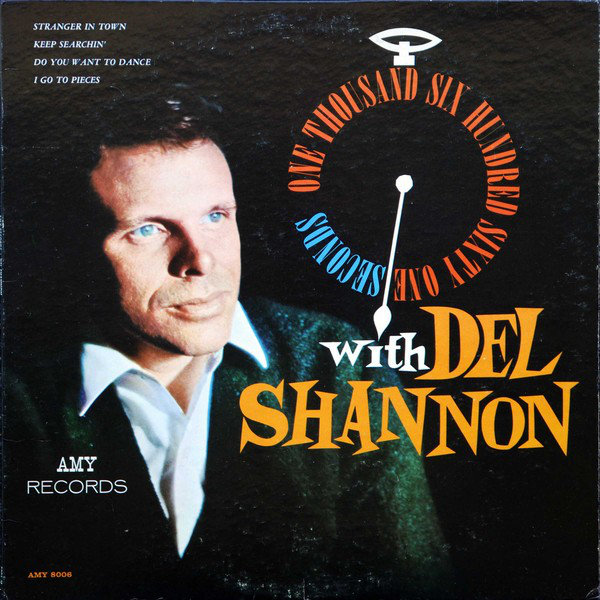 STRANGER IN TOWN
KEEP SEARCHIN'
DO YOU WANT TO DANCE
I GO TO PIECES
ONE THOUSAND SIX HUNDRED SIXTY ONE SECONDS
with DEL
SHANNON
AMY
RECORDS
AMY 8006